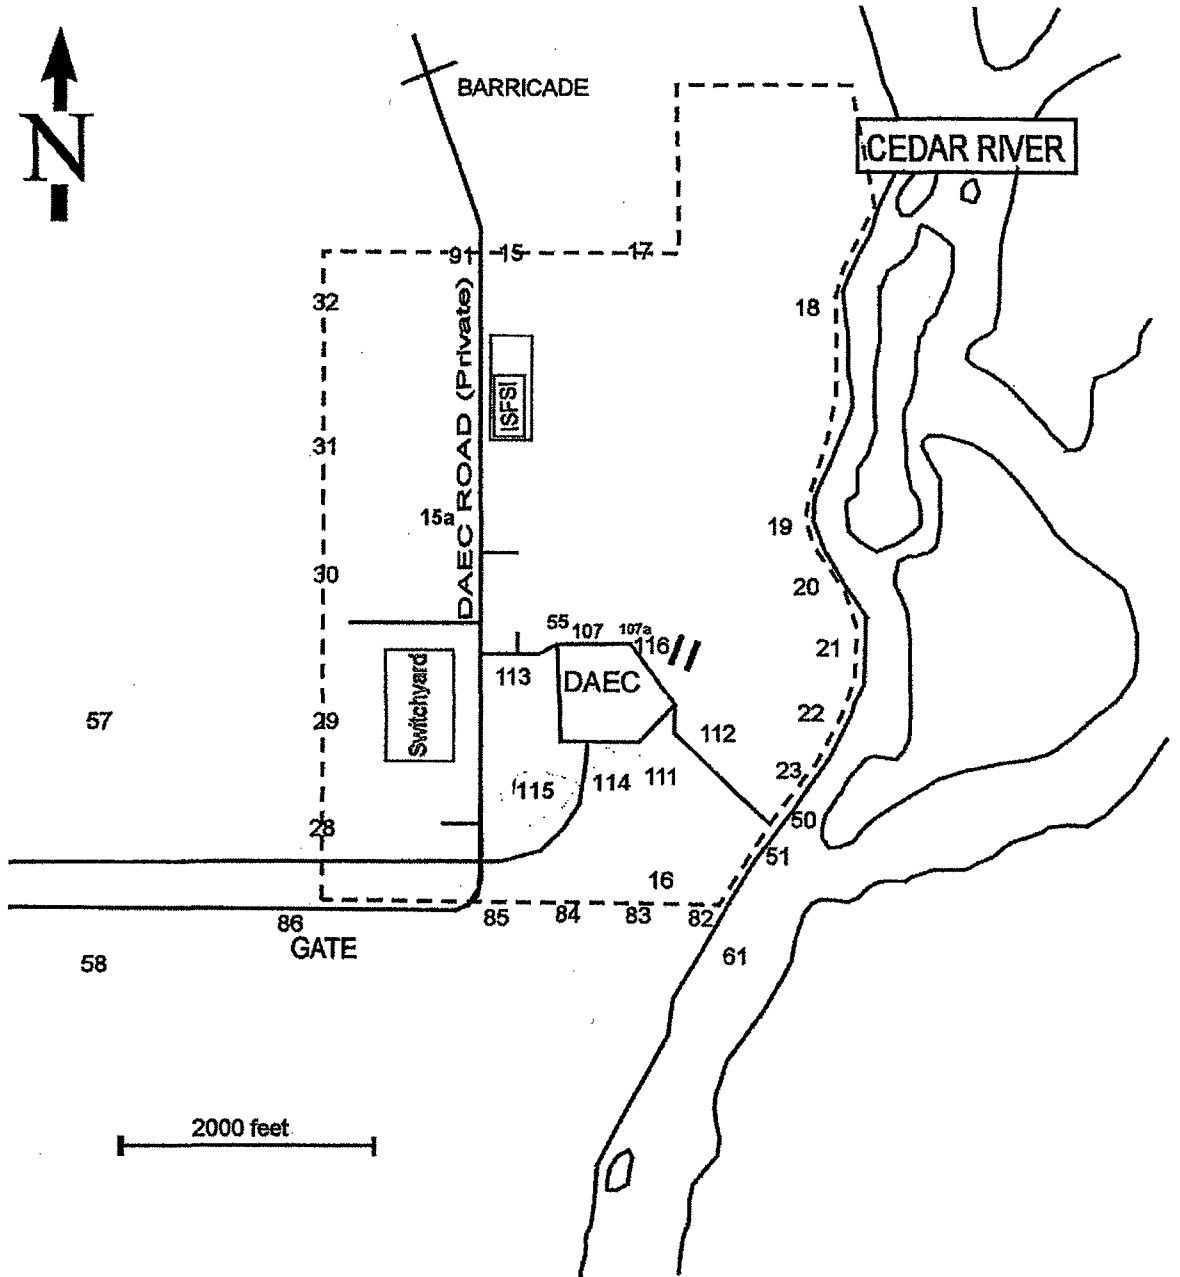 BARRICADE
N
CEDAR RIVER
91 15 17
32
18
DAEC ROAD (Private)
ISFSI
31
15a
19
30
20
55 107 107a
116
21
113
DAEC
Switchyard
57
29
22
112
23
111
114
115
50
28
51
16
85 84 83 82
86
GATE
61
58
2000 feet